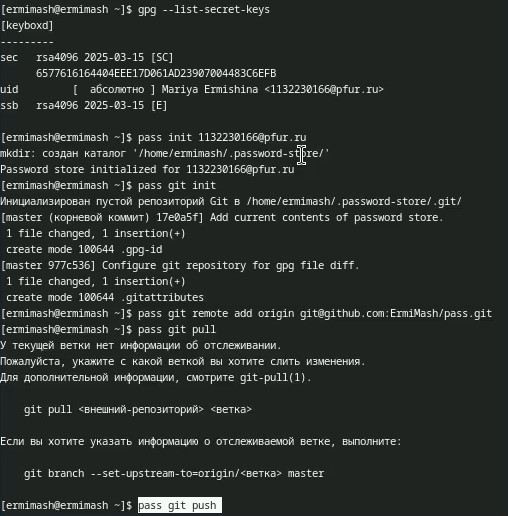 [ermimash@ermimash ~]$ gpg --list-secret-keys
[keyboxd]
---------
sec   rsa4096 2025-03-15 [SC]
      6577616164404EEE17D061AD23907004483C6EFB
uid         [  абсолютно ] Mariya Ermishina <1132230166@pfur.ru>
ssb   rsa4096 2025-03-15 [E]

[ermimash@ermimash ~]$ pass init 1132230166@pfur.ru
mkdir: создан каталог '/home/ermimash/.password-store/'
Password store initialized for 1132230166@pfur.ru
[ermimash@ermimash ~]$ pass git init
Инициализирован пустой репозиторий Git в /home/ermimash/.password-store/.git/
[master (корневой коммит) 17e0a5f] Add current contents of password store.
 1 file changed, 1 insertion(+)
 create mode 100644 .gpg-id
[master 977c536] Configure git repository for gpg file diff.
 1 file changed, 1 insertion(+)
 create mode 100644 .gitattributes
[ermimash@ermimash ~]$ pass git remote add origin git@github.com:ErmiMash/pass.git
[ermimash@ermimash ~]$ pass git pull
У текущей ветки нет информации об отслеживании.
Пожалуйста, укажите с какой веткой вы хотите слить изменения.
Для дополнительной информации, смотрите git-pull(1).

    git pull <внешний-репозиторий> <ветка>

Если вы хотите указать информацию о отслеживаемой ветке, выполните:

    git branch --set-upstream-to=origin/<ветка> master

[ermimash@ermimash ~]$ pass git push